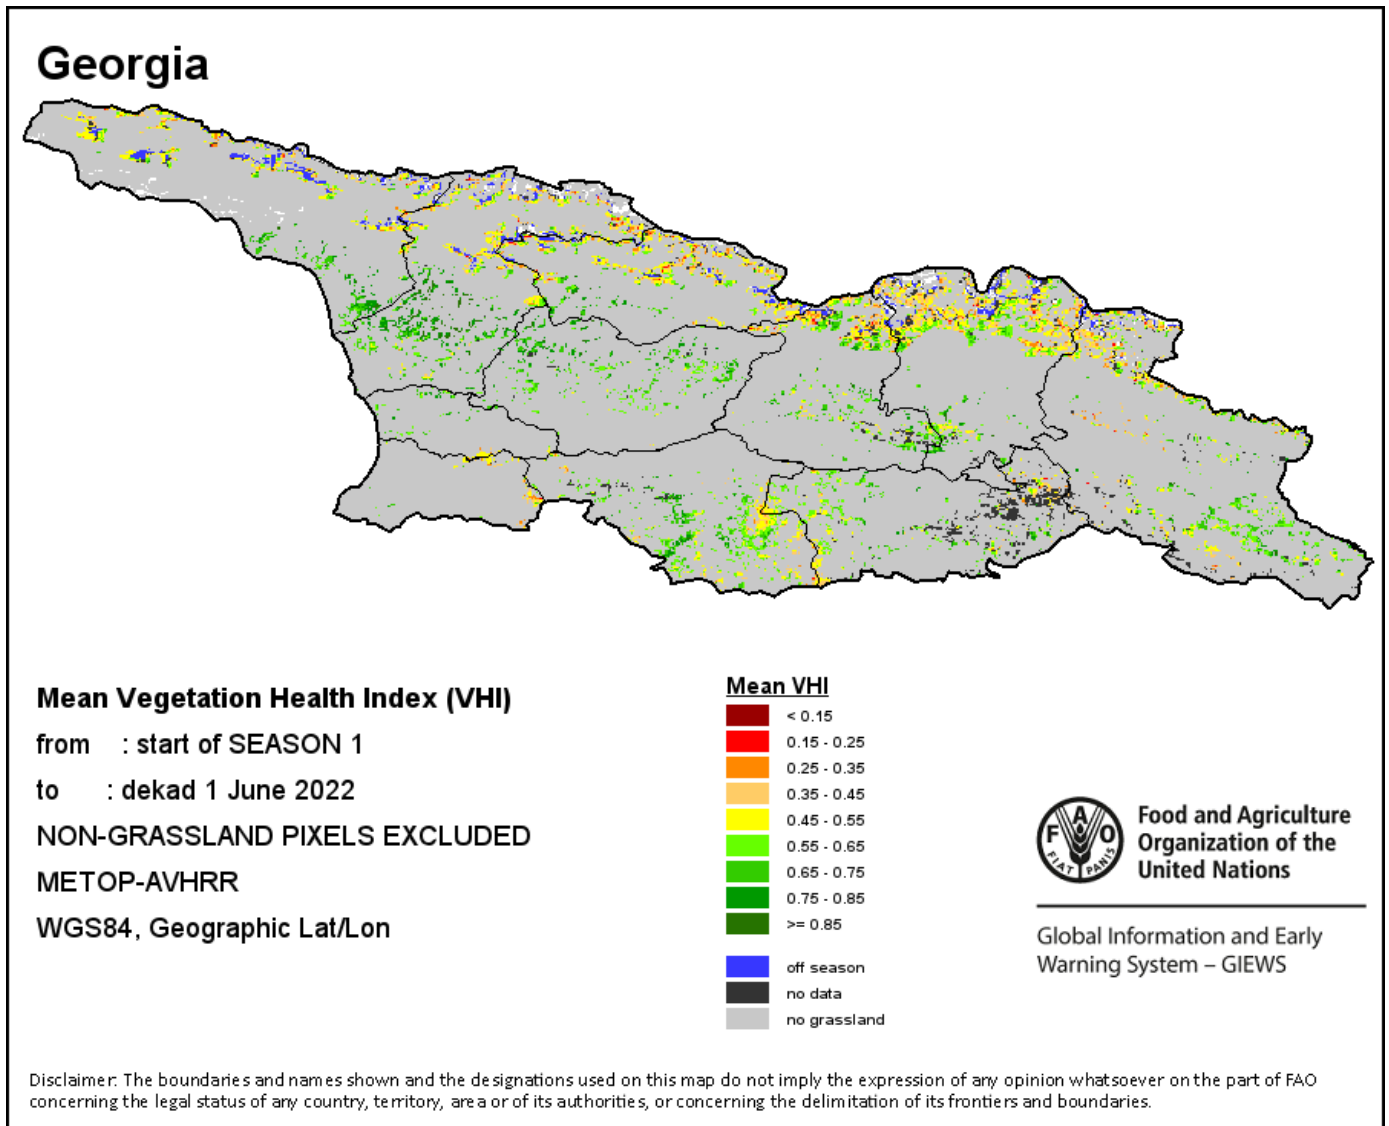 Georgia
Mean Vegetation Health Index (VHI)
from : start of SEASON 1
to : dekad 1 June 2022
NON-GRASSLAND PIXELS EXCLUDED
METOP-AVHRR
WGS84, Geographic Lat/Lon
Mean VHI
< 0.15
0.15 - 0.25
0.25 - 0.35
0.35 - 0.45
0.45 - 0.55
0.55 - 0.65
0.65 - 0.75
0.75 - 0.85
>= 0.85
off season
no data
no grassland
F A O
FIAT PANIS
Food and Agriculture
Organization of the
United Nations
Global Information and Early
Warning System – GIEWS
Disclaimer: The boundaries and names shown and the designations used on this map do not imply the expression of any opinion whatsoever on the part of FAO
concerning the legal status of any country, territory, area or of its authorities, or concerning the delimitation of its frontiers and boundaries.